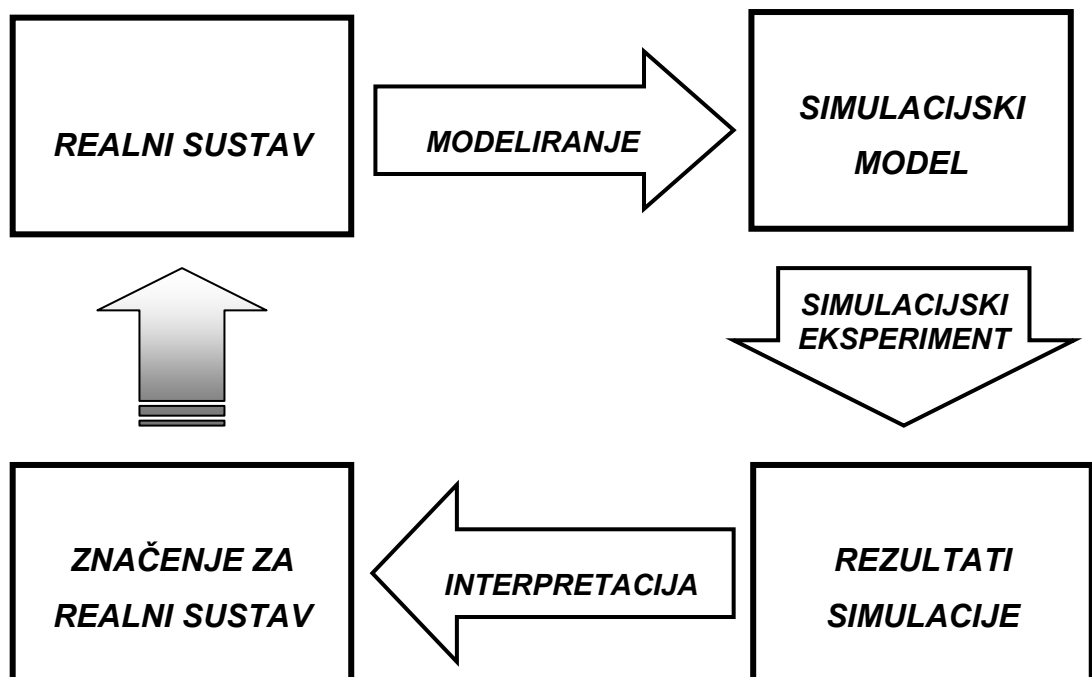 REALNI SUSTAV
MODELIRANJE
SIMULACIJSKI
MODEL
SIMULACIJSKI
EKSPERIMENT
ZNAČENJE ZA
REALNI SUSTAV
INTERPRETACIJA
REZULTATI
SIMULACIJE